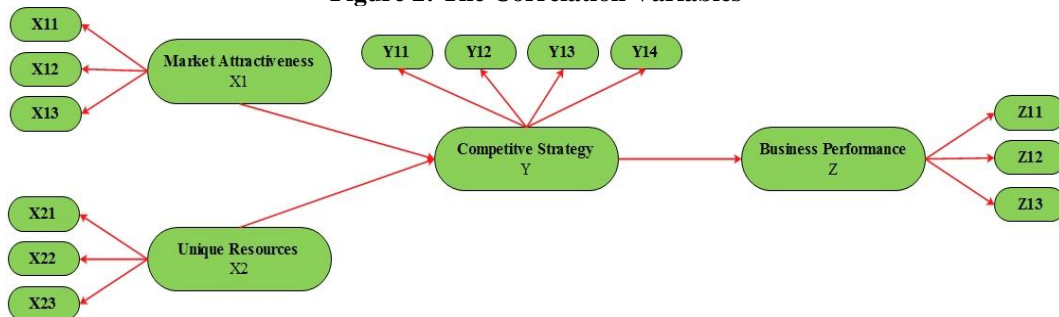 Figure 2. The Correlation Variables
X11
X12
X13
Market Attractiveness
X1
Y11
Y12
Y13
Y14
Competitve Strategy
Y
Business Performance
Z
Z11
Z12
Z13
X21
X22
X23
Unique Resources
X2